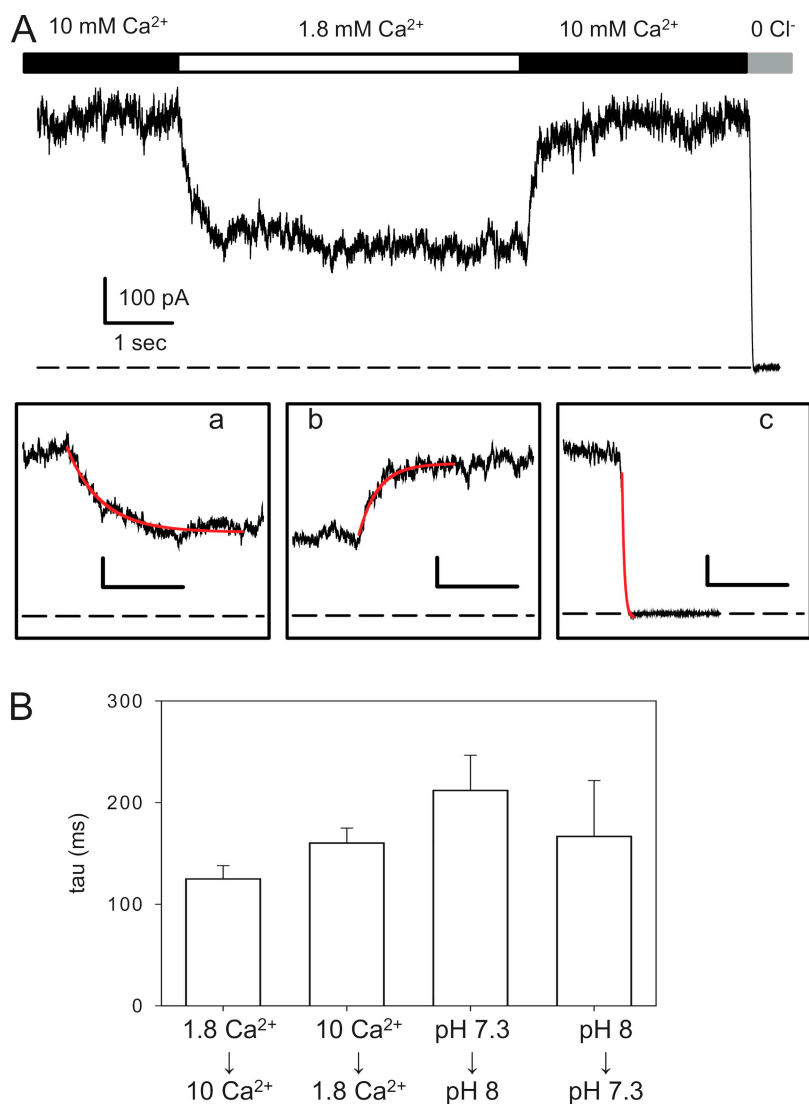 A
10 mM Ca²⁺ 1.8 mM Ca²⁺ 10 mM Ca²⁺ 0 Cl⁻
100 pA
1 sec
a
b
c
B
tau (ms)
300
200
100
0
1.8 Ca²⁺ 10 Ca²⁺ pH 7.3 pH 8
↓ ↓ ↓ ↓
10 Ca²⁺ 1.8 Ca²⁺ pH 8 pH 7.3